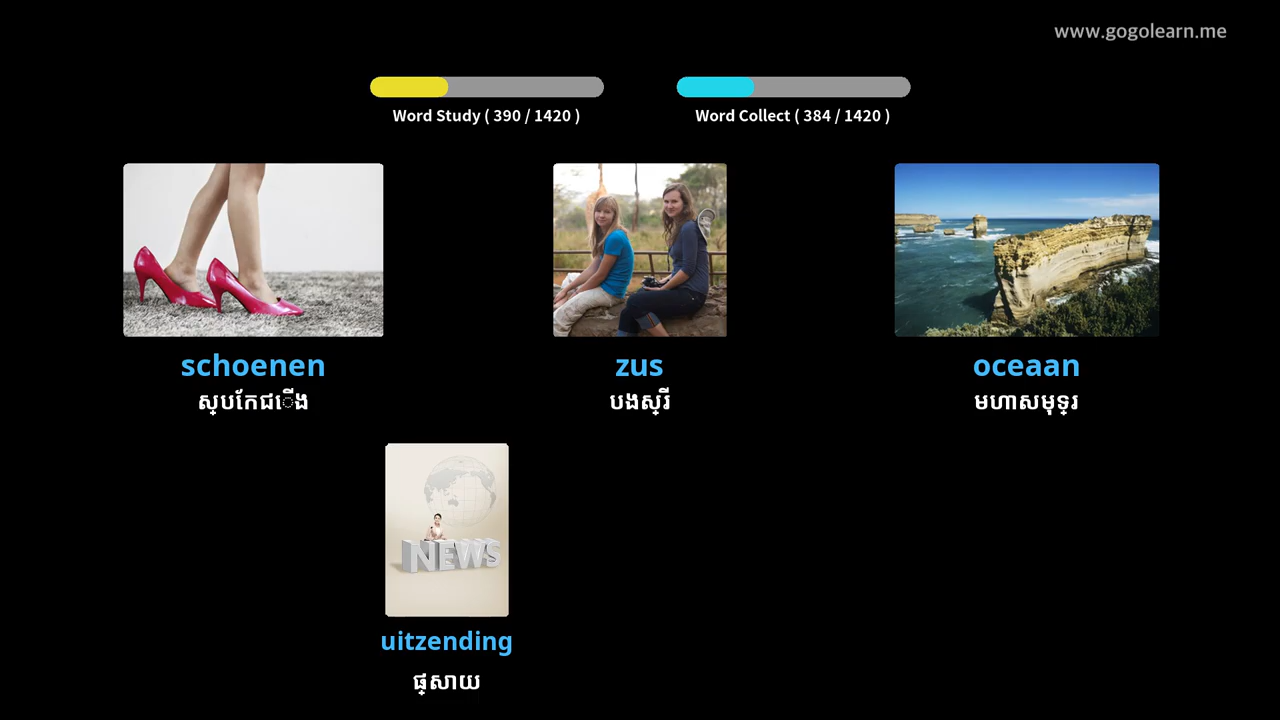 www.gogolearn.me
Word Study ( 390 / 1420 )
Word Collect ( 384 / 1420 )
schoenen
ស្បែកជើង
zus
បងស្រី
oceaan
មហាសមុទ្រ
NEWS
uitzending
ផ្សាយ